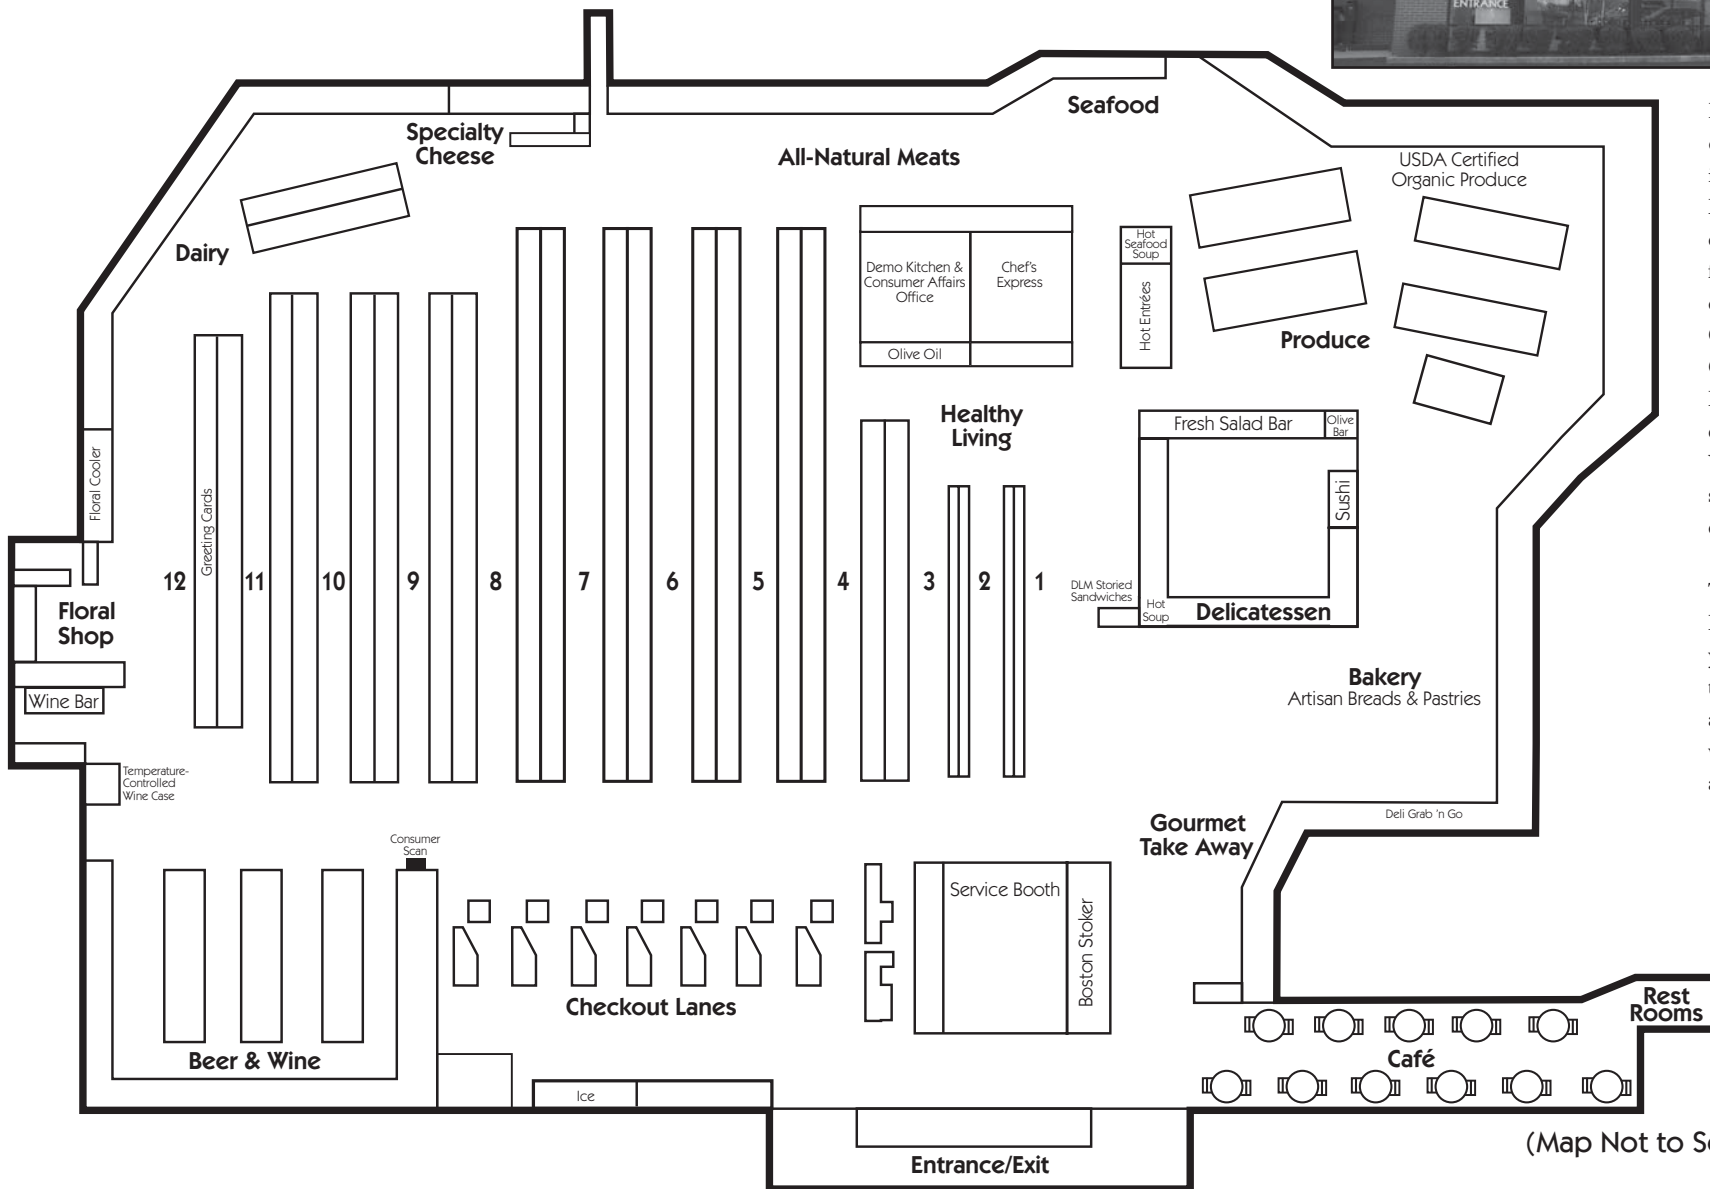 ENTRANCE
Seafood
Specialty
Cheese
All-Natural Meats
USDA Certified
Organic Produce
Dairy
Hot
Seafood
Soup
Demo Kitchen &
Consumer Affairs
Office
Chef's
Express
Hot Entrées
Olive Oil
Produce
Healthy
Living
Fresh Salad Bar
Olive
Bar
Floral Cooler
Greeting Cards
Sushi
12
11
10
9
8
7
6
5
4
3
2
1
DLM Storied
Sandwiches
Hot
Soup
Delicatessen
Floral
Shop
Wine Bar
Bakery
Artisan Breads & Pastries
Temperature-
Controlled
Wine Case
Gourmet
Take Away
Deli Grab 'n Go
Consumer
Scan
Service Booth
Boston Stoker
Checkout Lanes
Rest
Rooms
Beer & Wine
Café
Ice
Entrance/Exit
(Map Not to